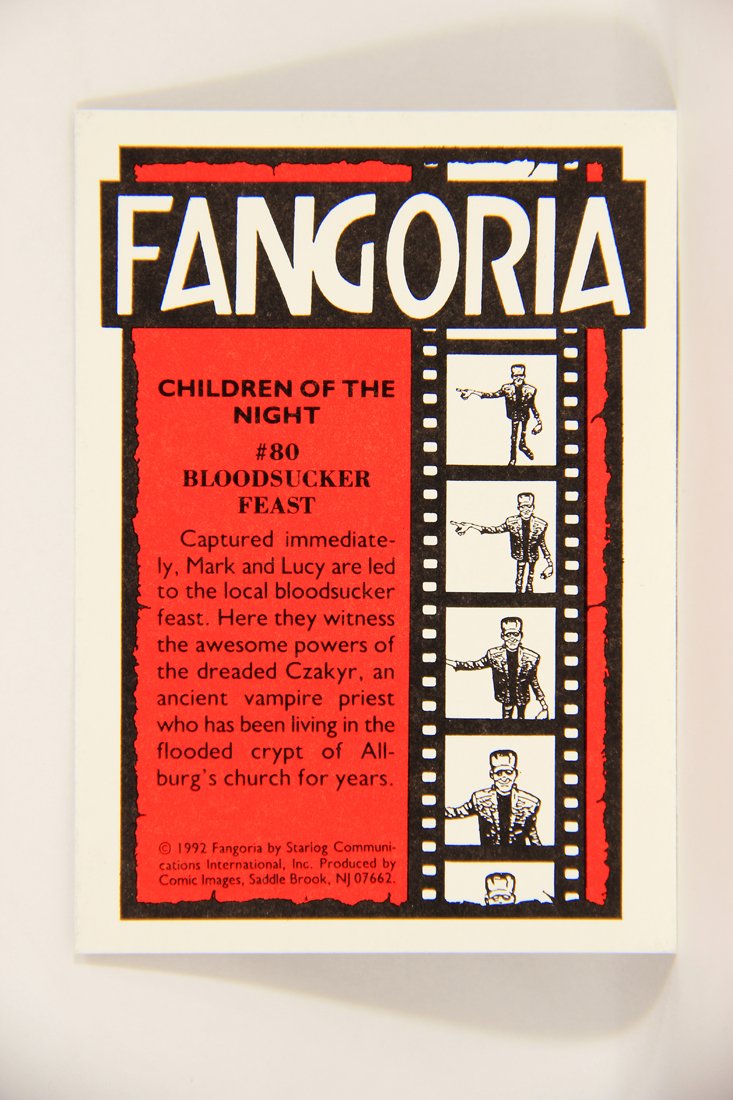 FANGORIA
CHILDREN OF THE
NIGHT
#80
BLOODSUCKER
FEAST
Captured immediate-
ly, Mark and Lucy are led
to the local bloodsucker
feast. Here they witness
the awesome powers of
the dreaded Czakyr, an
ancient vampire priest
who has been living in the
flooded crypt of All-
burg's church for years.
© 1992 Fangoria by Starlog Communi-
cations International, Inc. Produced by
Comic Images, Saddle Brook, NJ 07662.